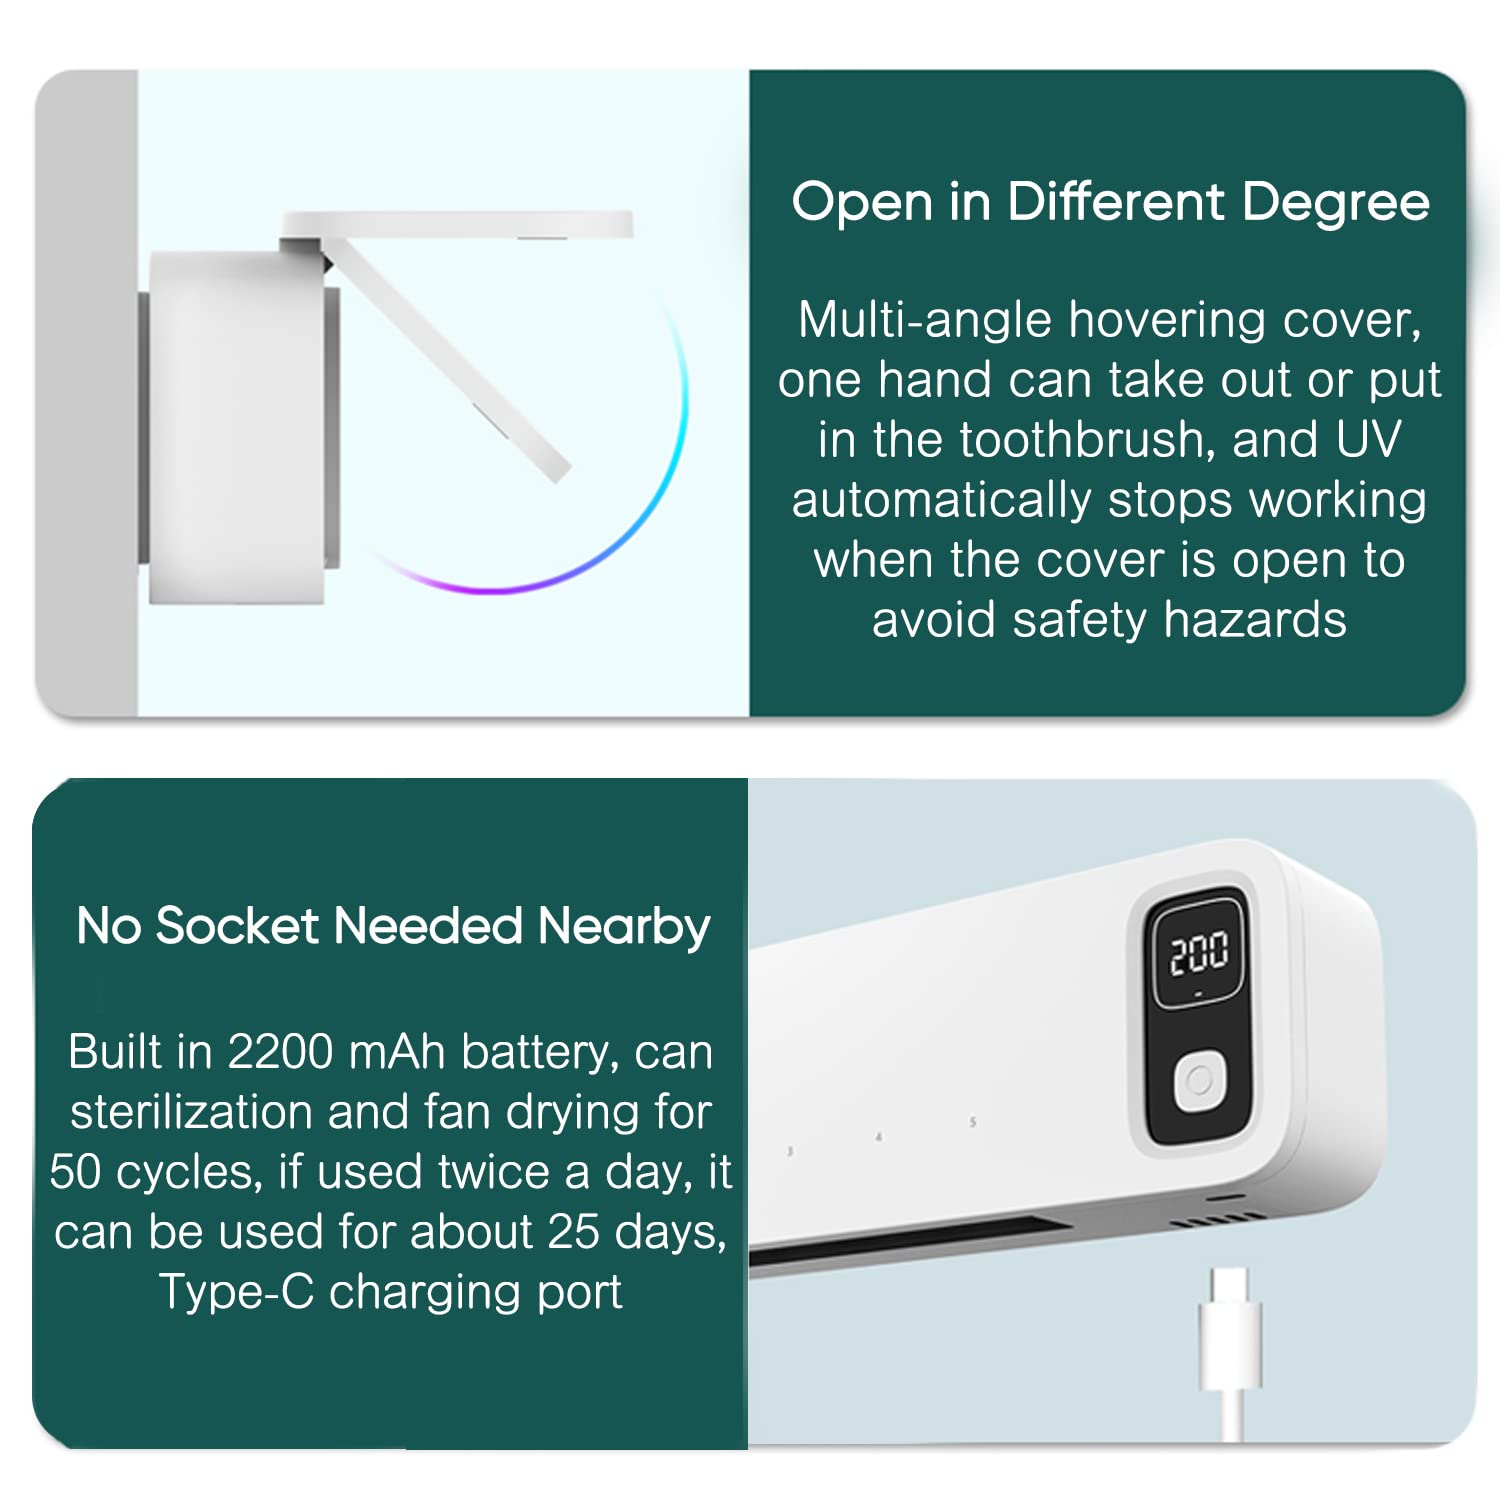 Open in Different Degree
Multi-angle hovering cover,
one hand can take out or put
in the toothbrush, and UV
automatically stops working
when the cover is open to
avoid safety hazards
No Socket Needed Nearby
Built in 2200 mAh battery, can
sterilization and fan drying for
50 cycles, if used twice a day, it
can be used for about 25 days,
Type-C charging port
200
3 4 5